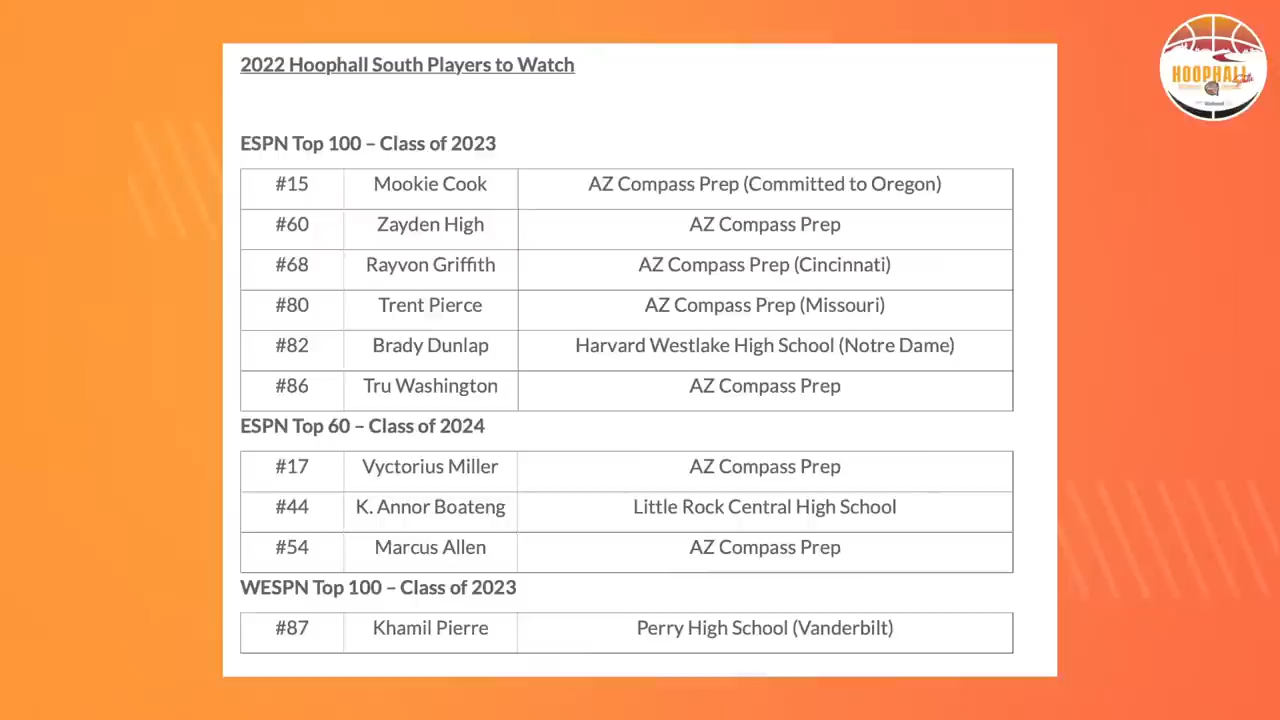 2022 Hoophall South Players to Watch
HOOPHALL
South
ESPN Top 100 – Class of 2023
#15 Mookie Cook AZ Compass Prep (Committed to Oregon)
#60 Zayden High AZ Compass Prep
#68 Rayvon Griffith AZ Compass Prep (Cincinnati)
#80 Trent Pierce AZ Compass Prep (Missouri)
#82 Brady Dunlap Harvard Westlake High School (Notre Dame)
#86 Tru Washington AZ Compass Prep
ESPN Top 60 – Class of 2024
#17 Vyctorius Miller AZ Compass Prep
#44 K. Annor Boateng Little Rock Central High School
#54 Marcus Allen AZ Compass Prep
WESPN Top 100 – Class of 2023
#87 Khamil Pierre Perry High School (Vanderbilt)